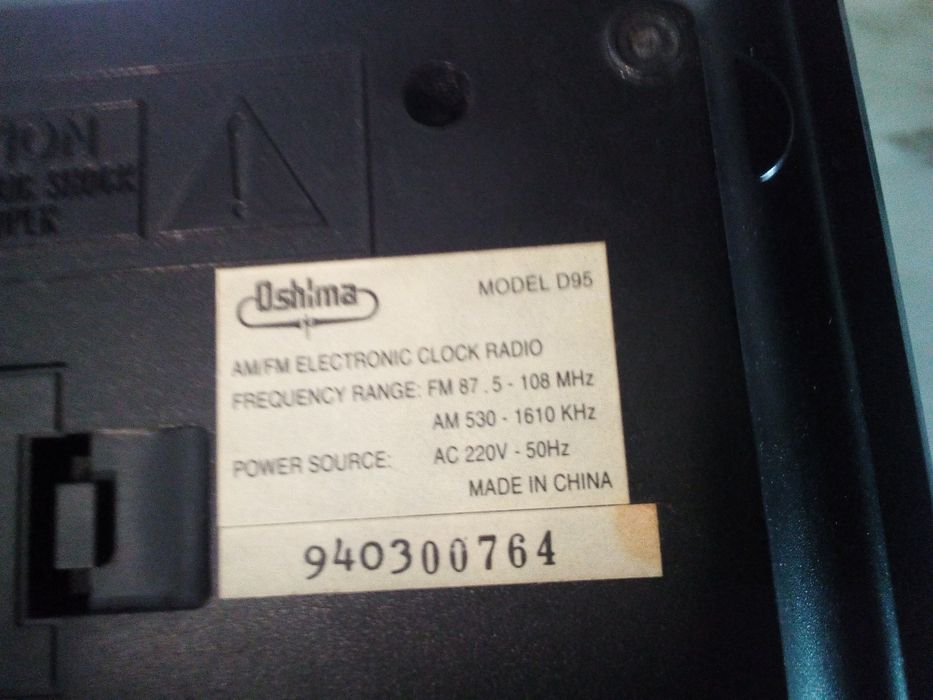 SHOCK
Oshima
MODEL D95
AM/FM ELECTRONIC CLOCK RADIO
FREQUENCY RANGE: FM 87.5 - 108 MHz
AM 530 - 1610 KHz
POWER SOURCE: AC 220V - 50Hz
MADE IN CHINA
940300764